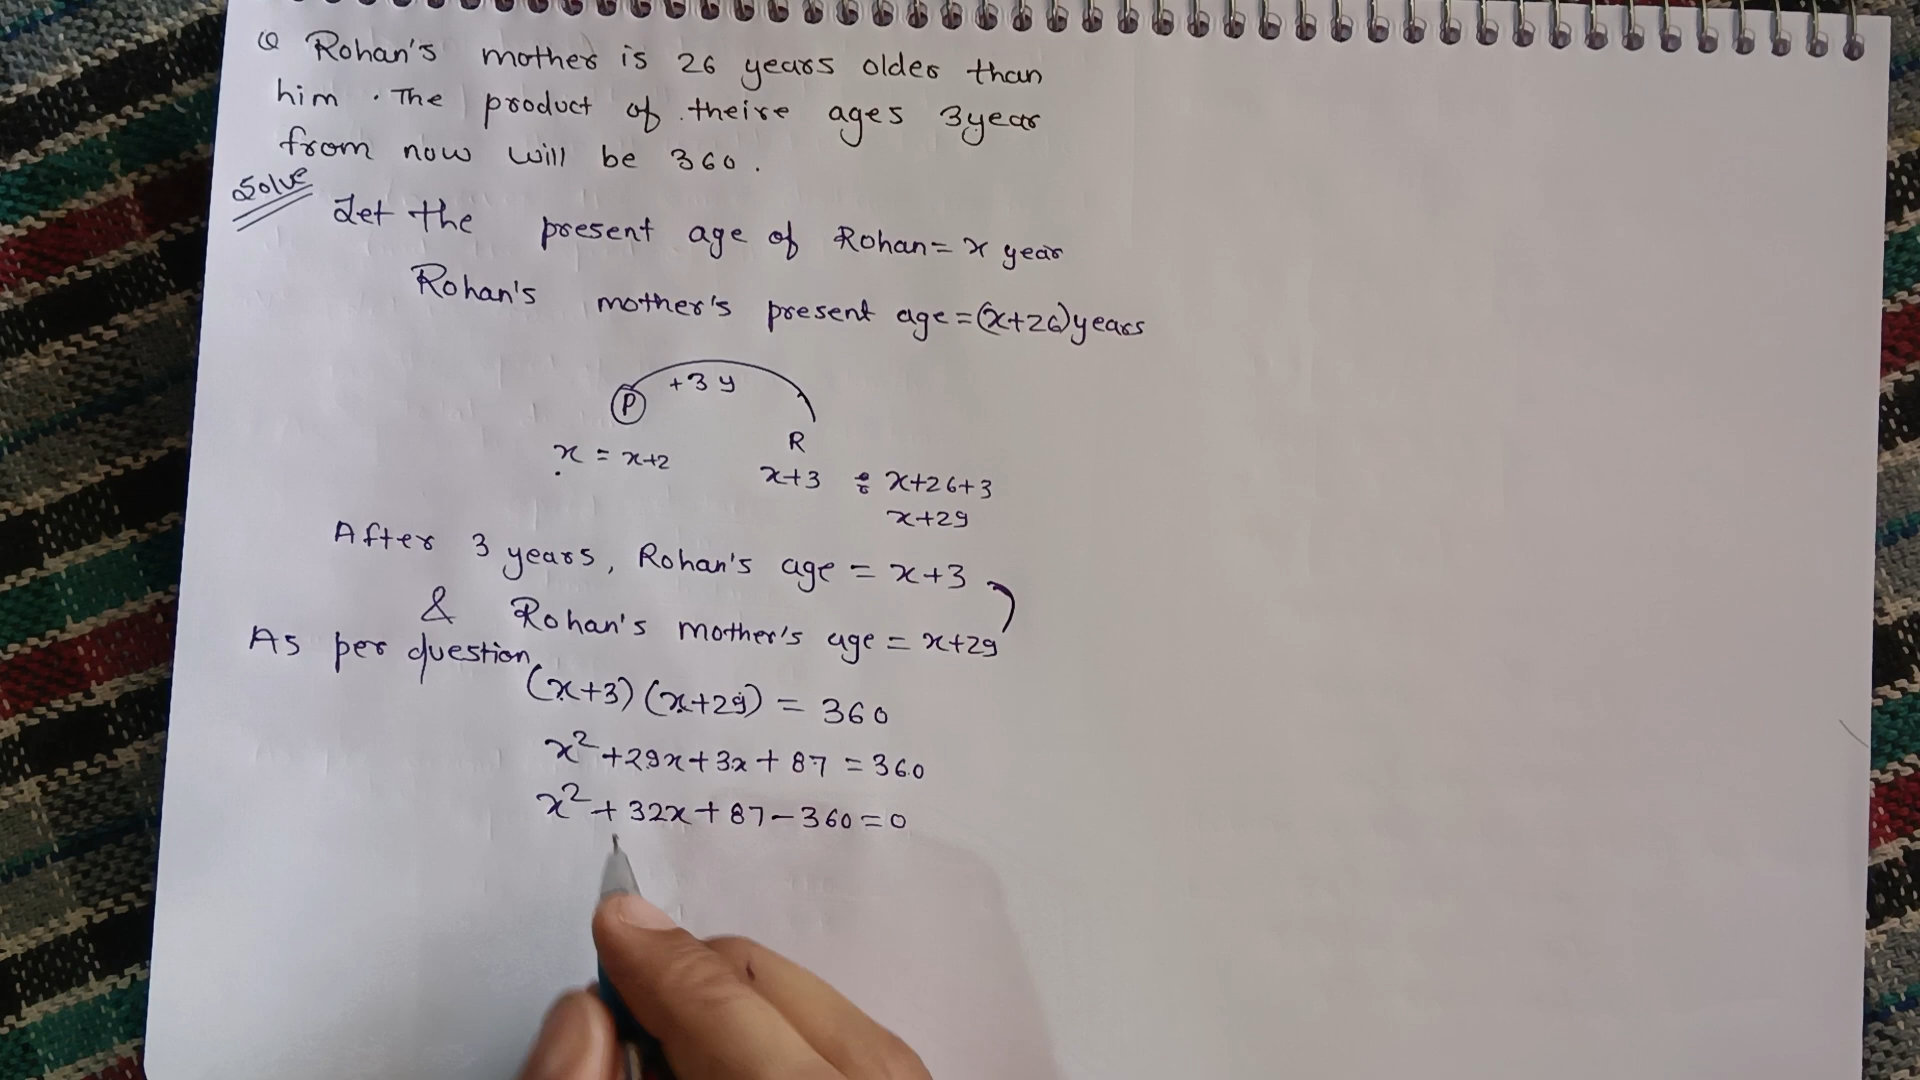 Q Rohan's mother is 26 years older than
him . The product of theire ages 3year
from now will be 360 .
Solve
Let the present age of Rohan = x year
Rohan's mother's present age = (x+26) years
+3 y
P
R
x = x+2
x+3 = x+26+3
x+29
After 3 years, Rohan's age = x+3
& Rohan's mother's age = x+29
As per question,
(x+3) (x+29) = 360
x²+29x+3x+87 = 360
x²+32x+87-360=0